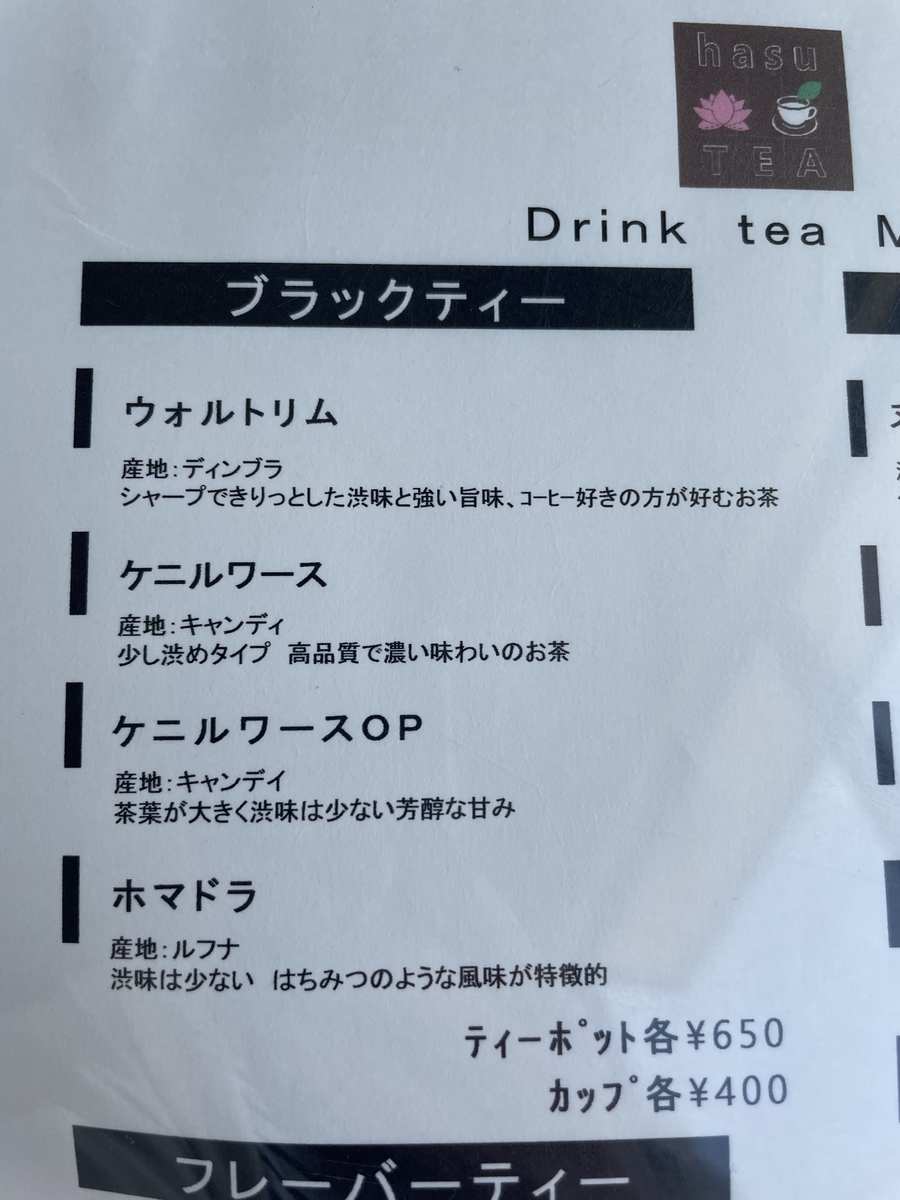 hasu
TEA
Drink tea
ブラックティー
ウォルトリム
産地:ディンブラ
シャープできりっとした渋味と強い旨味、コーヒー好きの方が好むお茶
ケニルワース
産地:キャンディ
少し渋めタイプ 高品質で濃い味わいのお茶
ケニルワースOP
産地:キャンデイ
茶葉が大きく渋味は少ない芳醇な甘み
ホマドラ
産地:ルフナ
渋味は少ない はちみつのような風味が特徴的
ティーポット各¥650
カップ各¥400
フレーバーティー